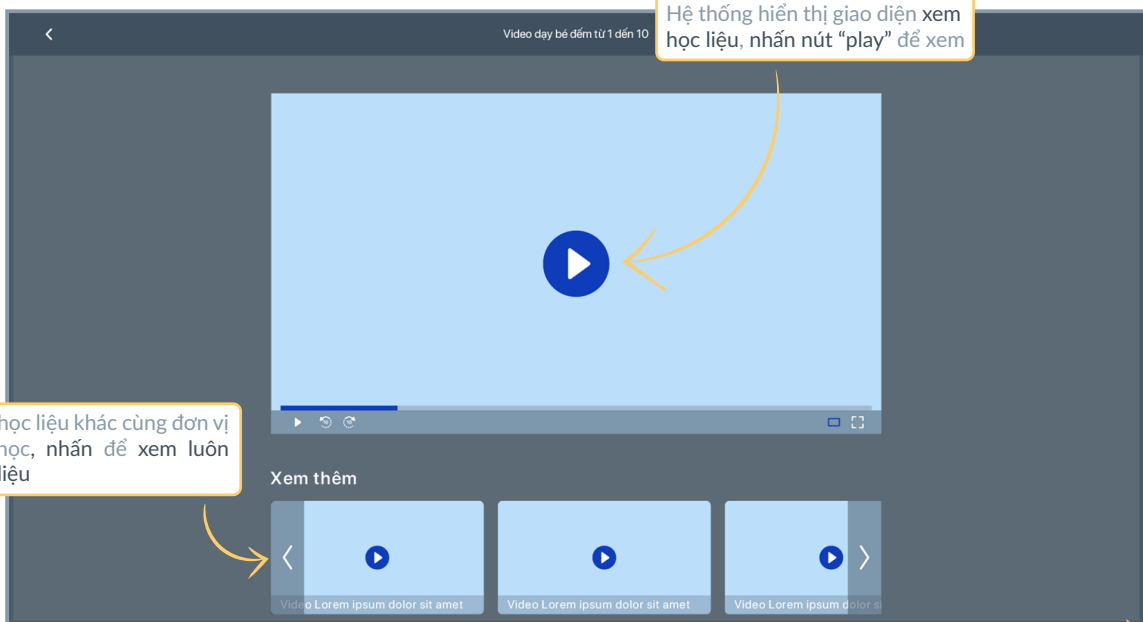 Hệ thống hiển thị giao diện xem
học liệu, nhấn nút “play” để xem
Video dạy bé đếm từ 1 đến 10
học liệu khác cùng đơn vị
học, nhấn để xem luôn
liệu
Xem thêm
Video Lorem ipsum dolor sit amet
Video Lorem ipsum dolor sit amet
Video Lorem ipsum dolor si